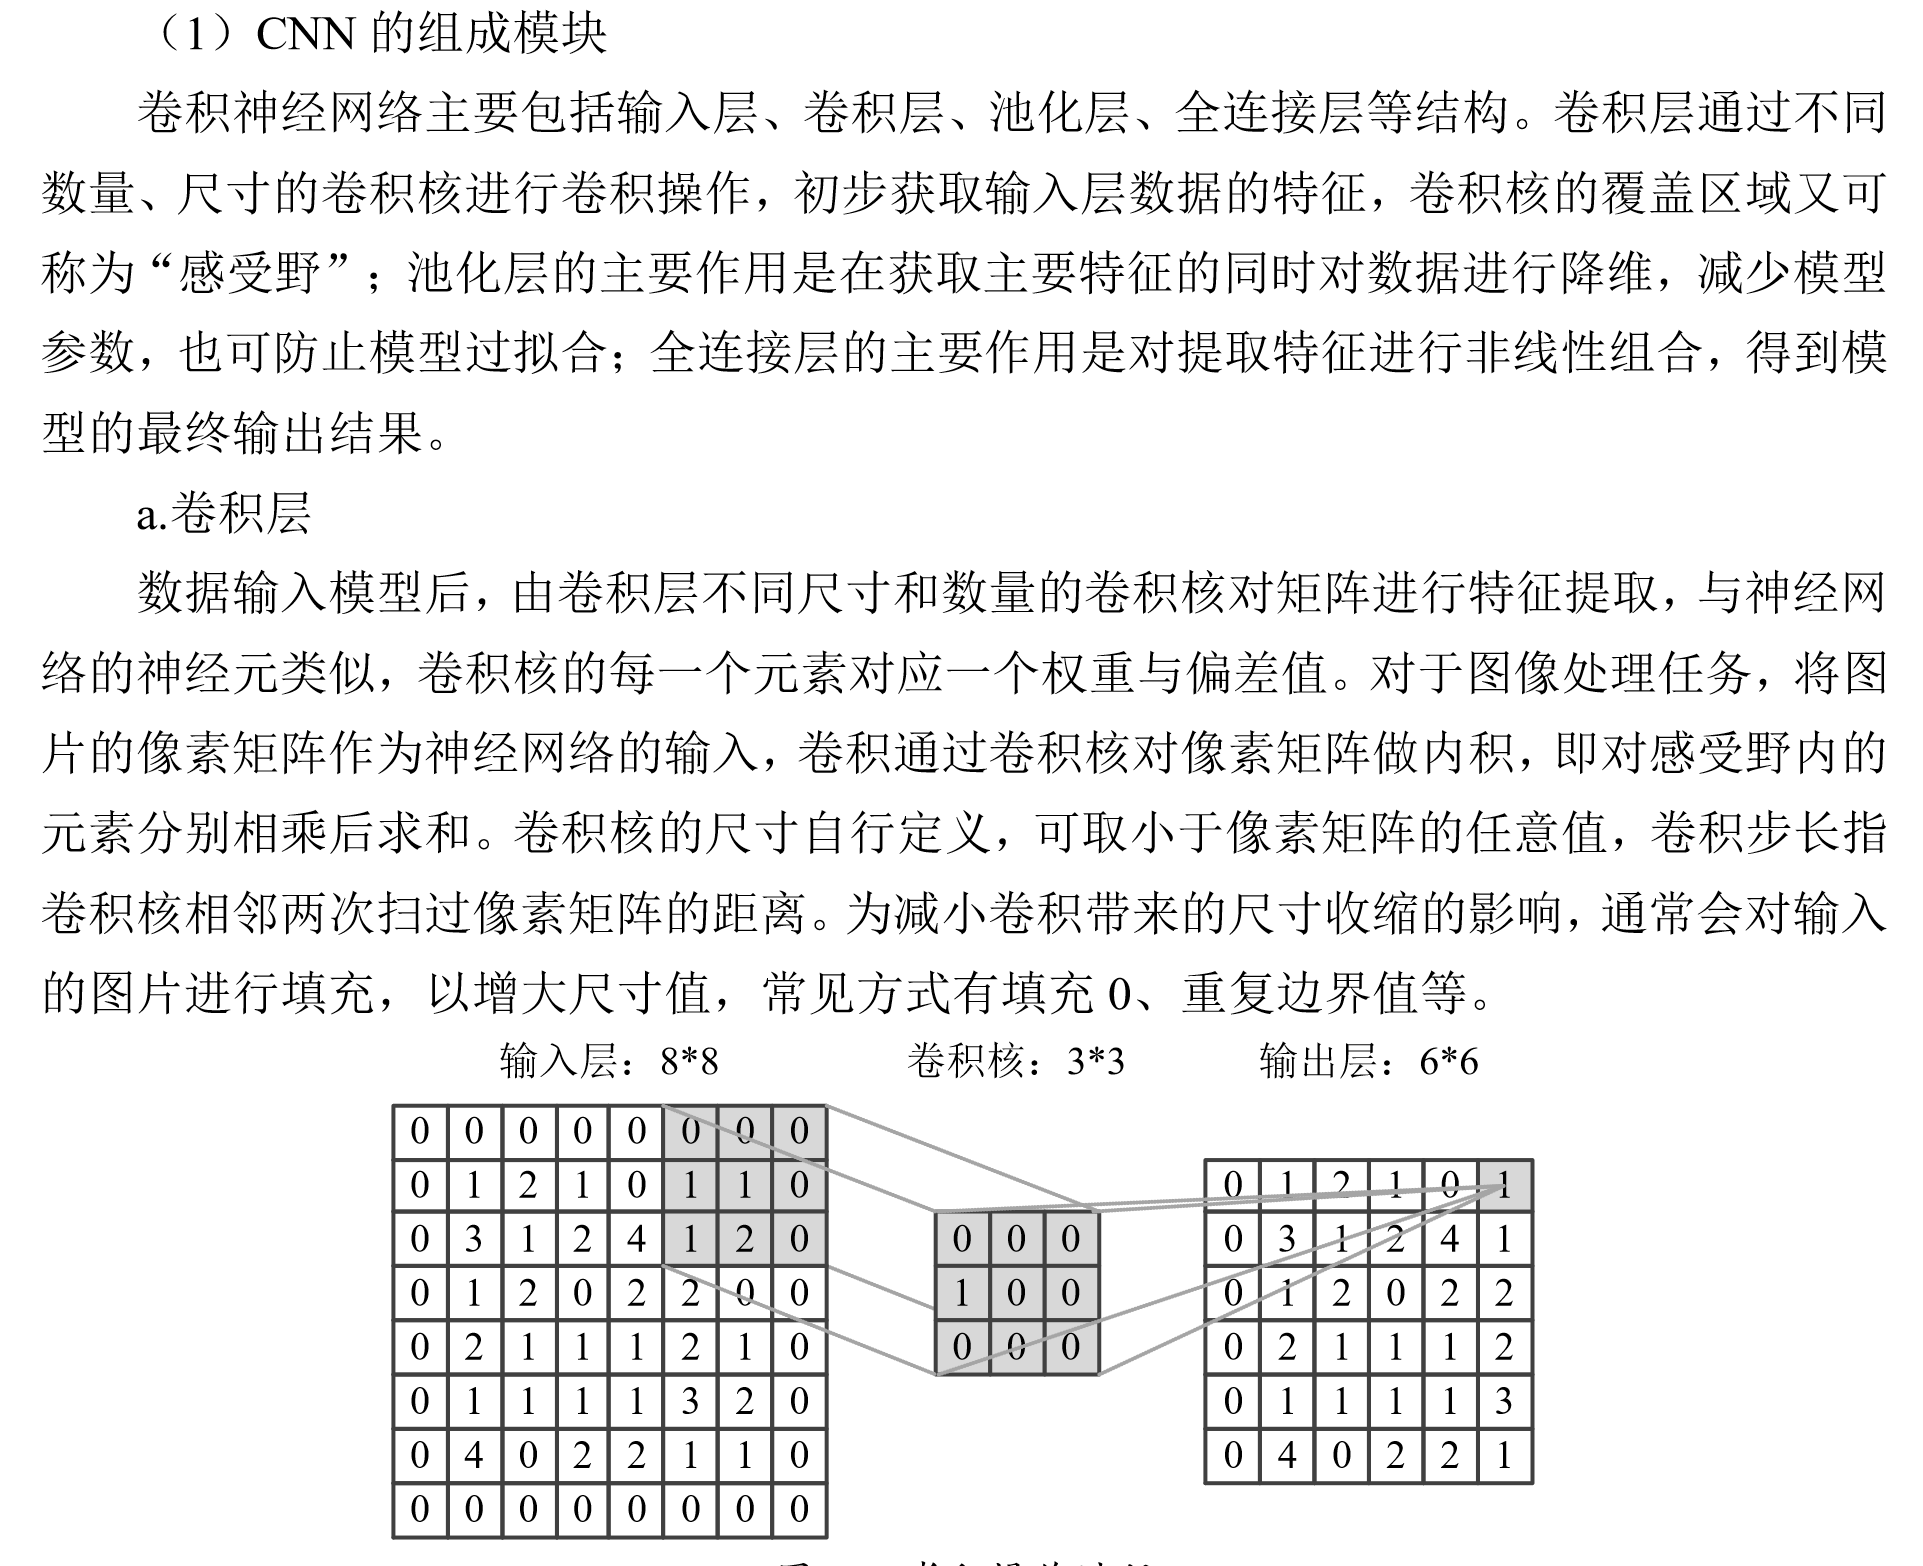 （1）CNN 的组成模块
卷积神经网络主要包括输入层、卷积层、池化层、全连接层等结构。卷积层通过不同
数量、尺寸的卷积核进行卷积操作，初步获取输入层数据的特征，卷积核的覆盖区域又可
称为“感受野”；池化层的主要作用是在获取主要特征的同时对数据进行降维，减少模型
参数，也可防止模型过拟合；全连接层的主要作用是对提取特征进行非线性组合，得到模
型的最终输出结果。
a.卷积层
数据输入模型后，由卷积层不同尺寸和数量的卷积核对矩阵进行特征提取，与神经网
络的神经元类似，卷积核的每一个元素对应一个权重与偏差值。对于图像处理任务，将图
片的像素矩阵作为神经网络的输入，卷积通过卷积核对像素矩阵做内积，即对感受野内的
元素分别相乘后求和。卷积核的尺寸自行定义，可取小于像素矩阵的任意值，卷积步长指
卷积核相邻两次扫过像素矩阵的距离。为减小卷积带来的尺寸收缩的影响，通常会对输入
的图片进行填充，以增大尺寸值，常见方式有填充 0、重复边界值等。
输入层：8*8
0 0 0 0 0 0 0 0
0 1 2 1 0 1 1 0
0 3 1 2 4 1 2 0
0 1 2 0 2 2 0 0
0 2 1 1 1 2 1 0
0 1 1 1 1 3 2 0
0 4 0 2 2 1 1 0
0 0 0 0 0 0 0 0
卷积核：3*3
0 0 0
1 0 0
0 0 0
输出层：6*6
0 1 2 1 0 1
0 3 1 2 4 1
0 1 2 0 2 2
0 2 1 1 1 2
0 1 1 1 1 3
0 4 0 2 2 1